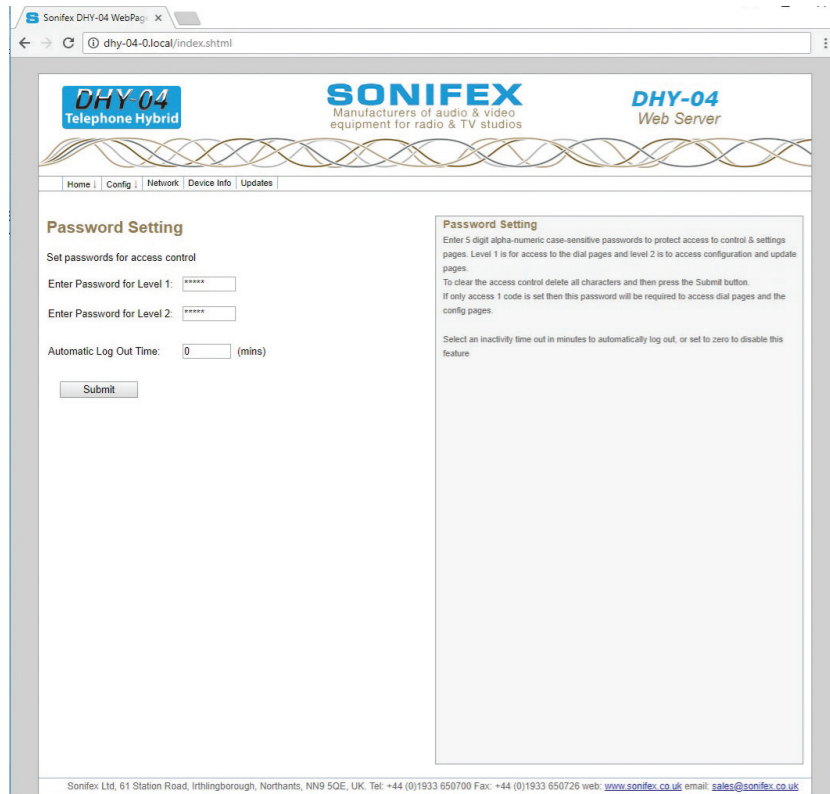 Sonifex DHY-04 WebPag
dhy-04-0.local/index.shtml
DHY-04
Telephone Hybrid
SONIFEX
Manufacturers of audio & video
equipment for radio & TV studios
DHY-04
Web Server
Home ↓ Config ↓ Network Device Info Updates
Password Setting
Set passwords for access control
Enter Password for Level 1: *****
Enter Password for Level 2: *****
Automatic Log Out Time: 0 (mins)
Submit
Password Setting
Enter 5 digit alpha-numeric case-sensitive passwords to protect access to control & settings
pages. Level 1 is for access to the dial pages and level 2 is to access configuration and update
pages.
To clear the access control delete all characters and then press the Submit button.
If only access 1 code is set then this password will be required to access dial pages and the
config pages.
Select an inactivity time out in minutes to automatically log out, or set to zero to disable this
feature
Sonifex Ltd, 61 Station Road, Irthlingborough, Northants, NN9 5QE, UK. Tel: +44 (0)1933 650700 Fax: +44 (0)1933 650726 web: www.sonifex.co.uk email: sales@sonifex.co.uk